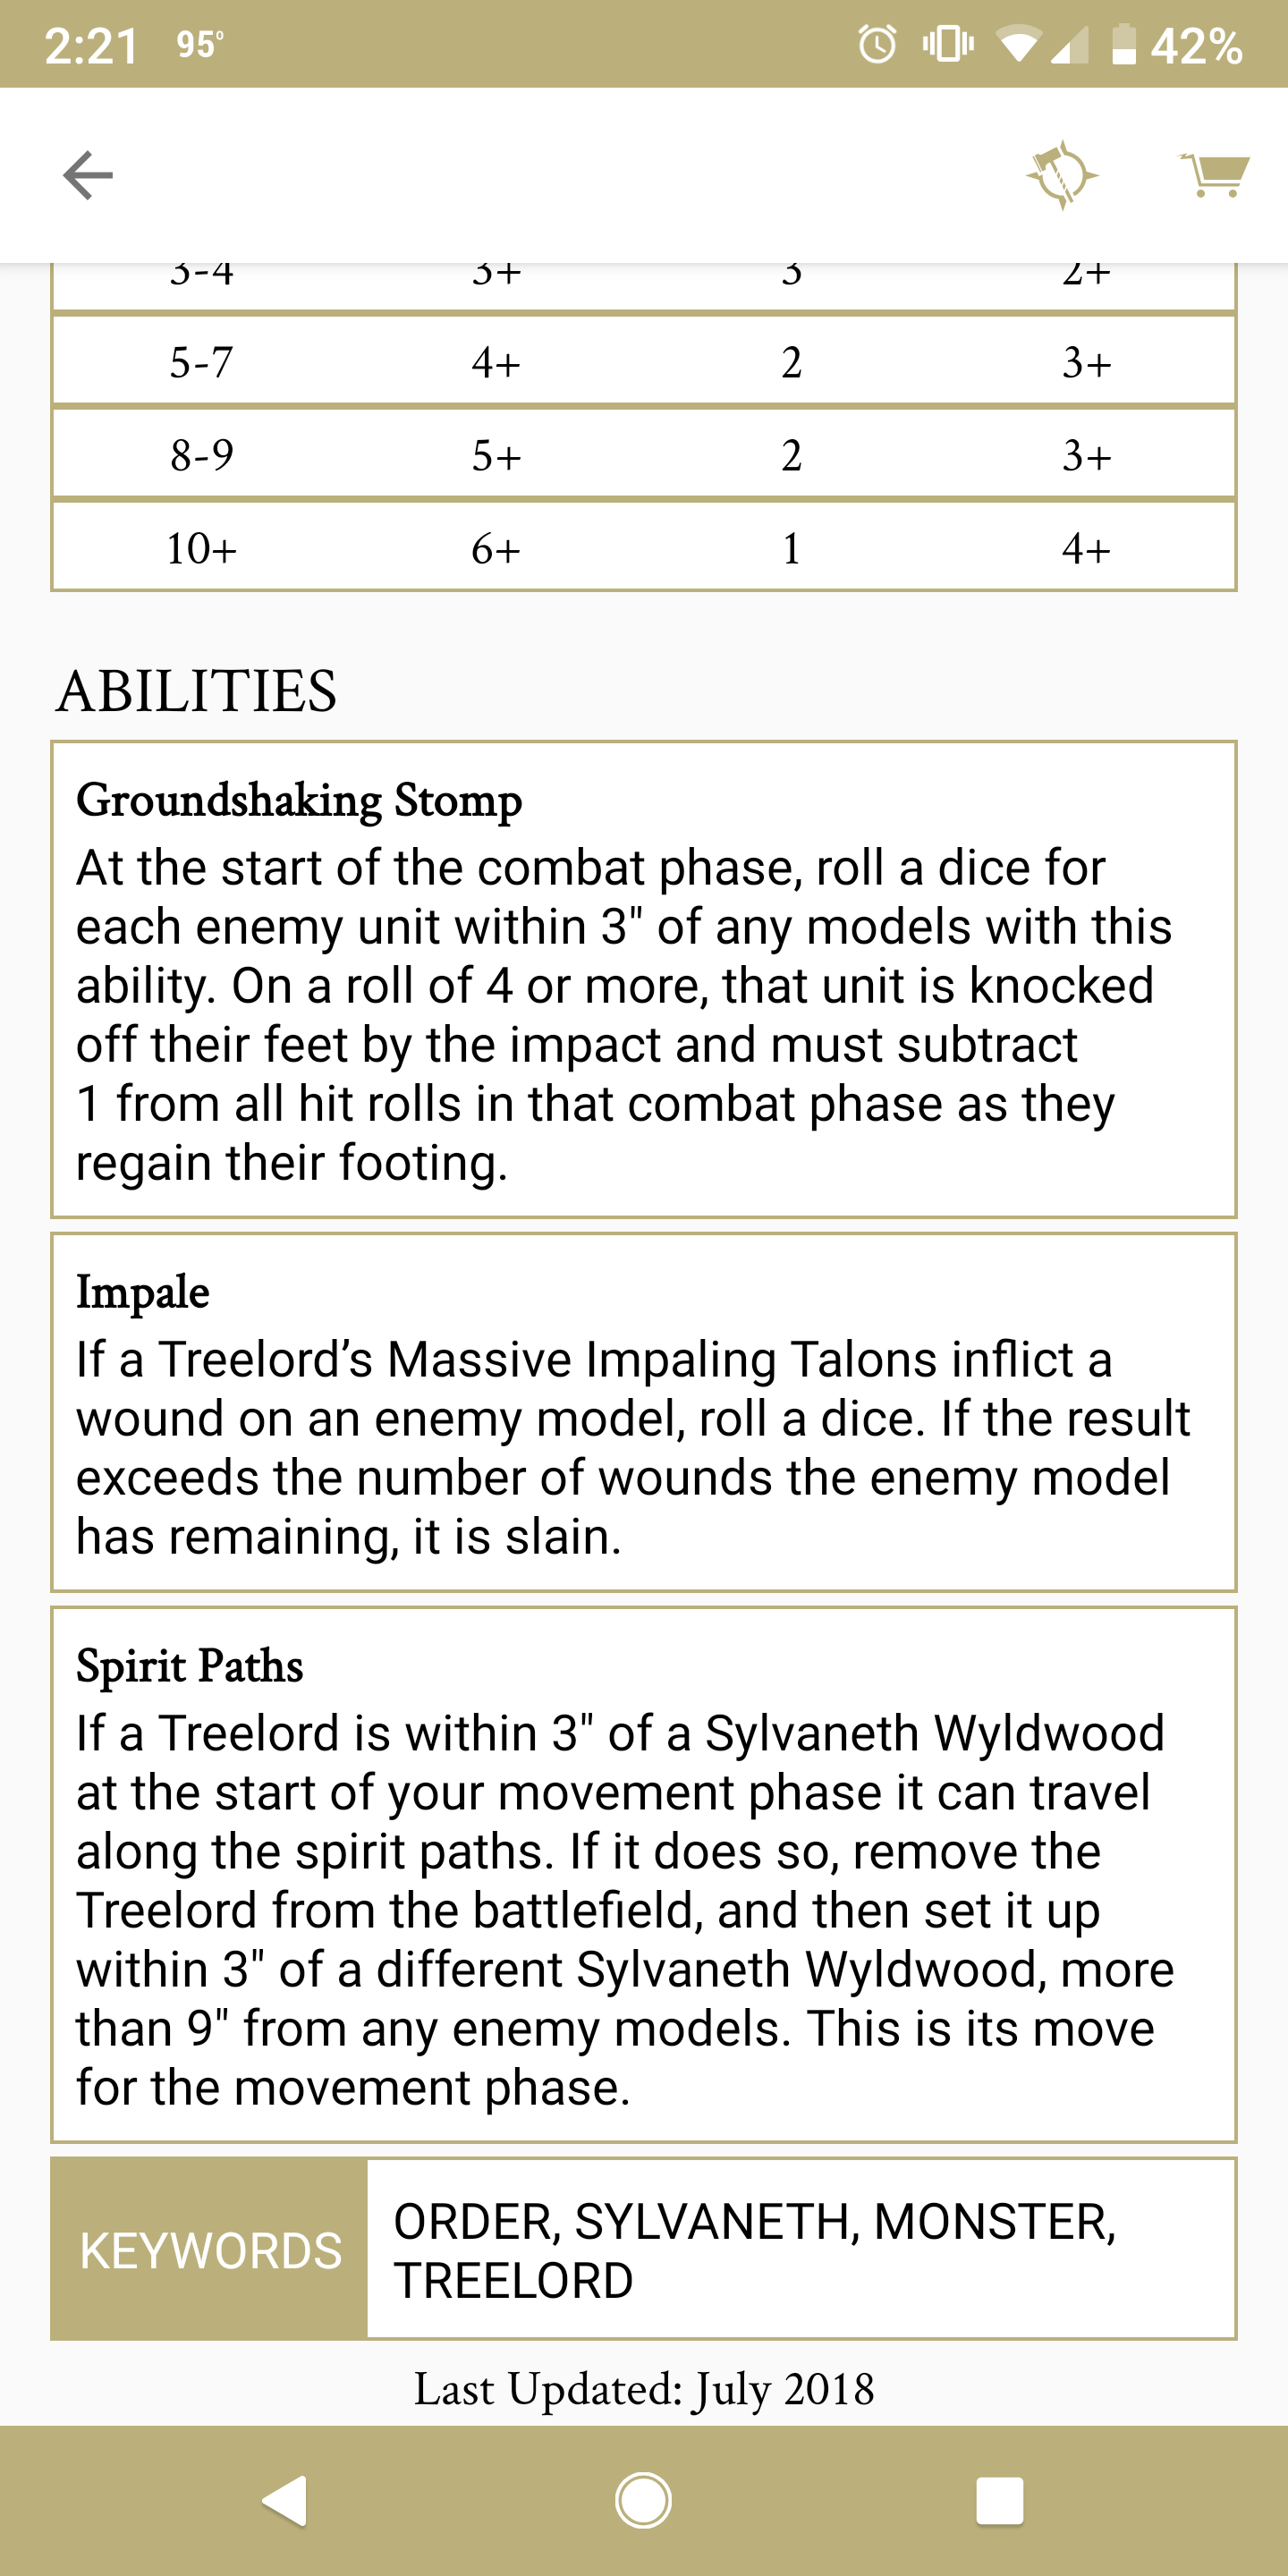 2:21 95° 42%
3-4 3+ 3 2+
5-7 4+ 2 3+
8-9 5+ 2 3+
10+ 6+ 1 4+
ABILITIES
Groundshaking Stomp
At the start of the combat phase, roll a dice for
each enemy unit within 3" of any models with this
ability. On a roll of 4 or more, that unit is knocked
off their feet by the impact and must subtract
1 from all hit rolls in that combat phase as they
regain their footing.
Impale
If a Treelord’s Massive Impaling Talons inflict a
wound on an enemy model, roll a dice. If the result
exceeds the number of wounds the enemy model
has remaining, it is slain.
Spirit Paths
If a Treelord is within 3" of a Sylvaneth Wyldwood
at the start of your movement phase it can travel
along the spirit paths. If it does so, remove the
Treelord from the battlefield, and then set it up
within 3" of a different Sylvaneth Wyldwood, more
than 9" from any enemy models. This is its move
for the movement phase.
KEYWORDS
ORDER, SYLVANETH, MONSTER,
TREELORD
Last Updated: July 2018